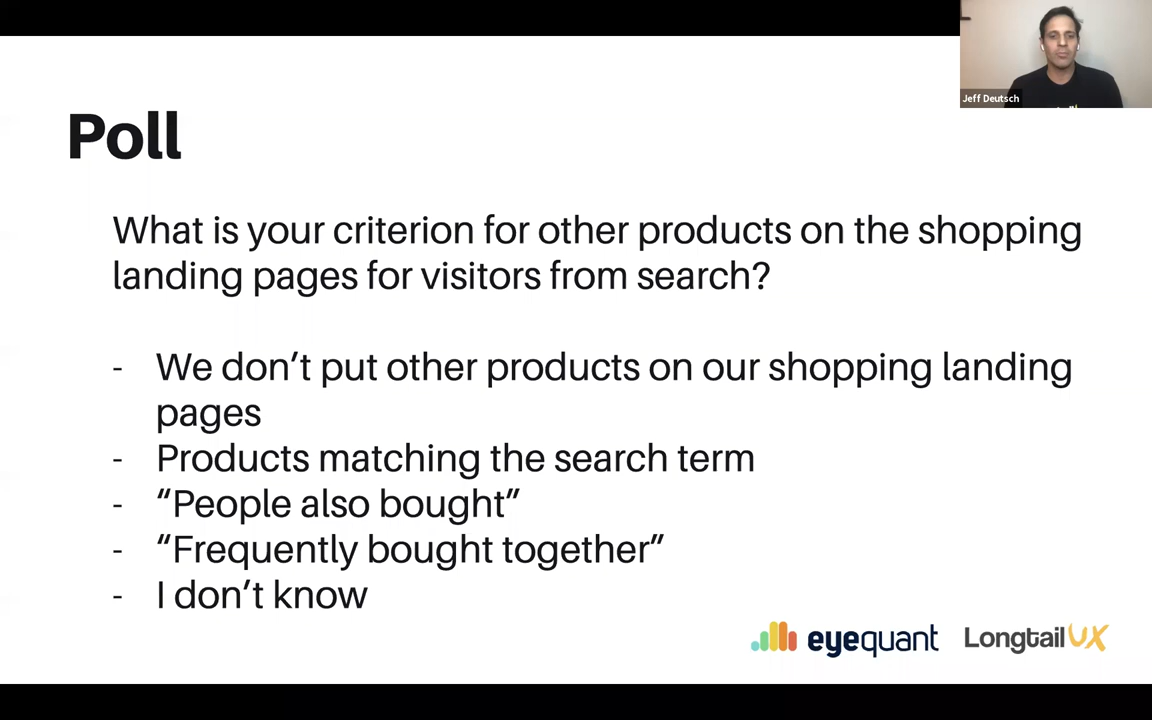 Jeff Deutsch
Poll
What is your criterion for other products on the shopping
landing pages for visitors from search?
- We don’t put other products on our shopping landing
pages
- Products matching the search term
- “People also bought”
- “Frequently bought together”
- I don’t know
eyequant LongtailUX